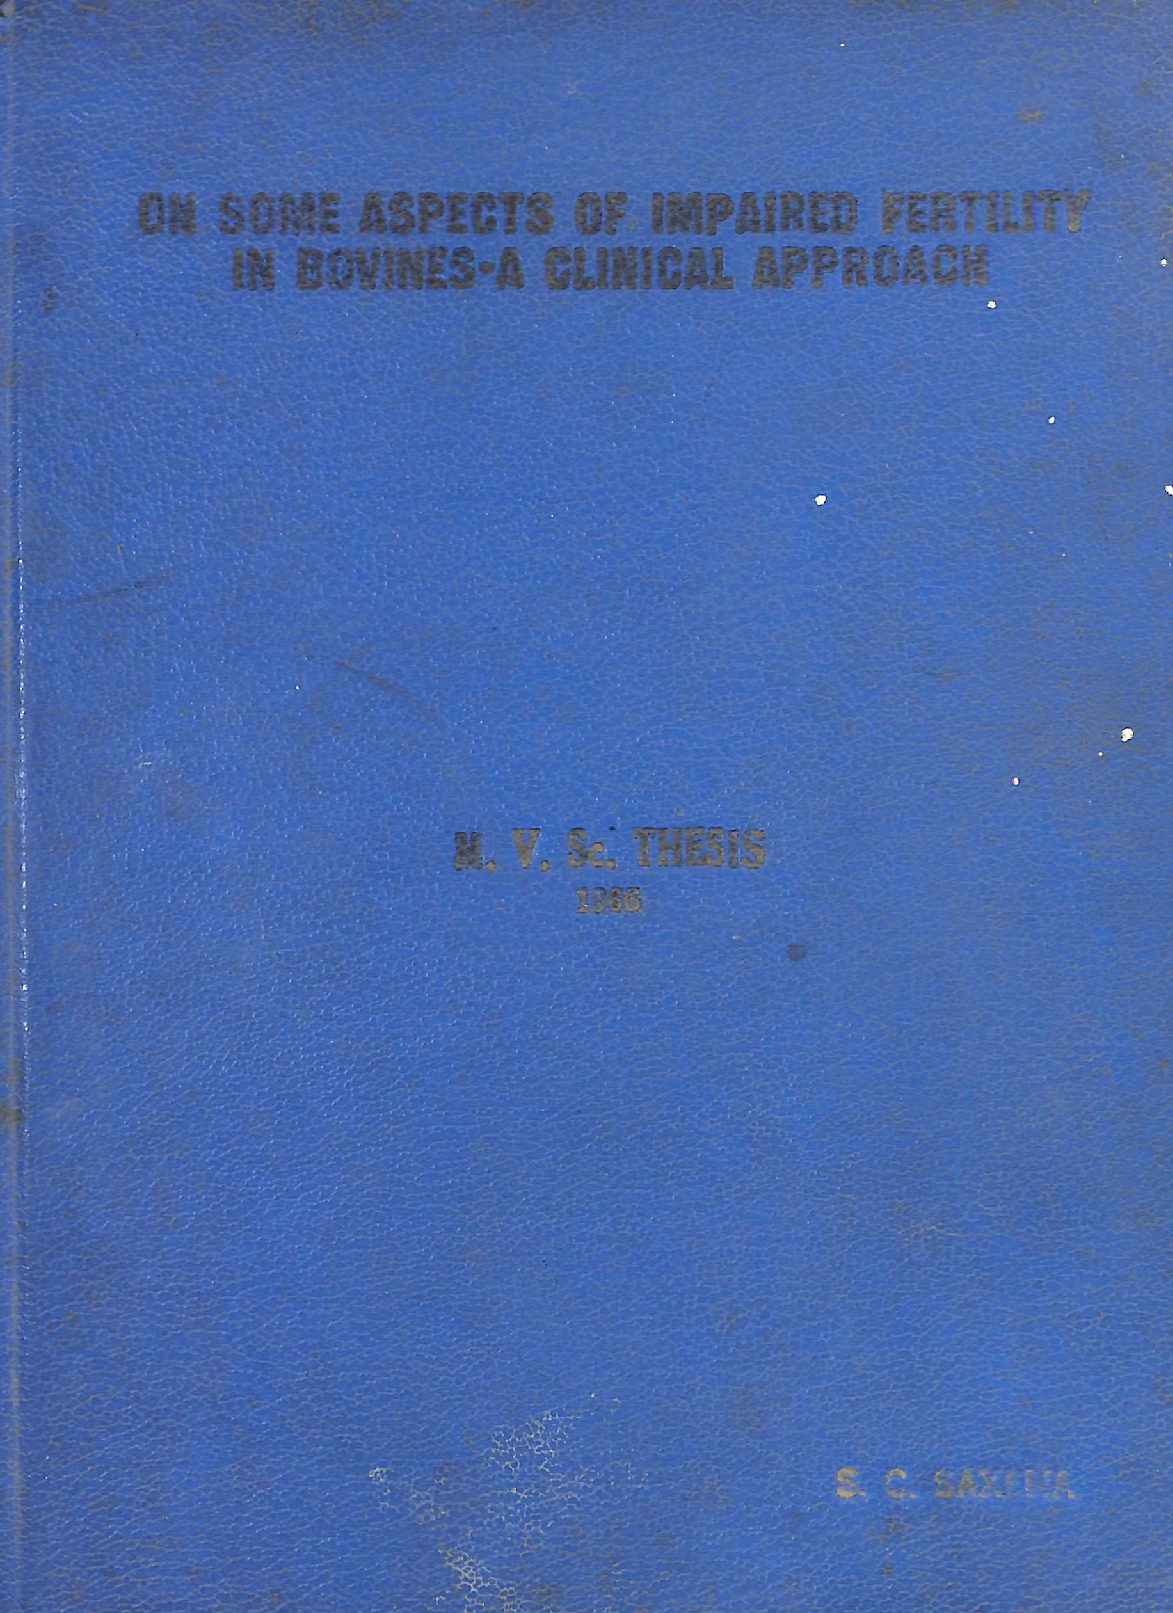 ON SOME ASPECTS OF IMPAIRED FERTILITY
IN BOVINES-A CLINICAL APPROACH
M. V. Sc. THESIS
1966
S. C. SAXENA